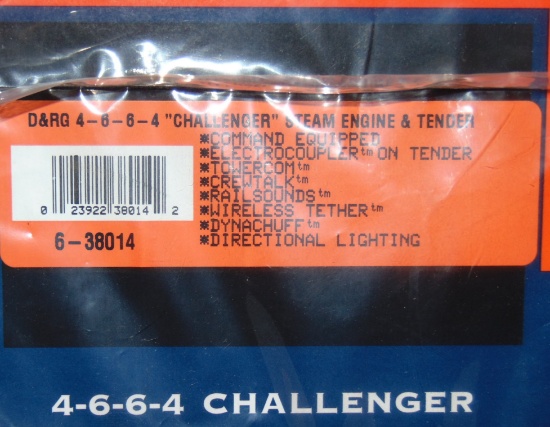 D&RG 4-6-6-4 "CHALLENGER" STEAM ENGINE & TENDER
*COMMAND EQUIPPED
*ELECTROCOUPLER™ ON TENDER
*TOWERCOM™
*CREWTALK™
*RAILSOUNDS™
*WIRELESS TETHER™
*DYNACHUFF™
*DIRECTIONAL LIGHTING
0 23922 38014 2
6-38014
4-6-6-4 CHALLENGER